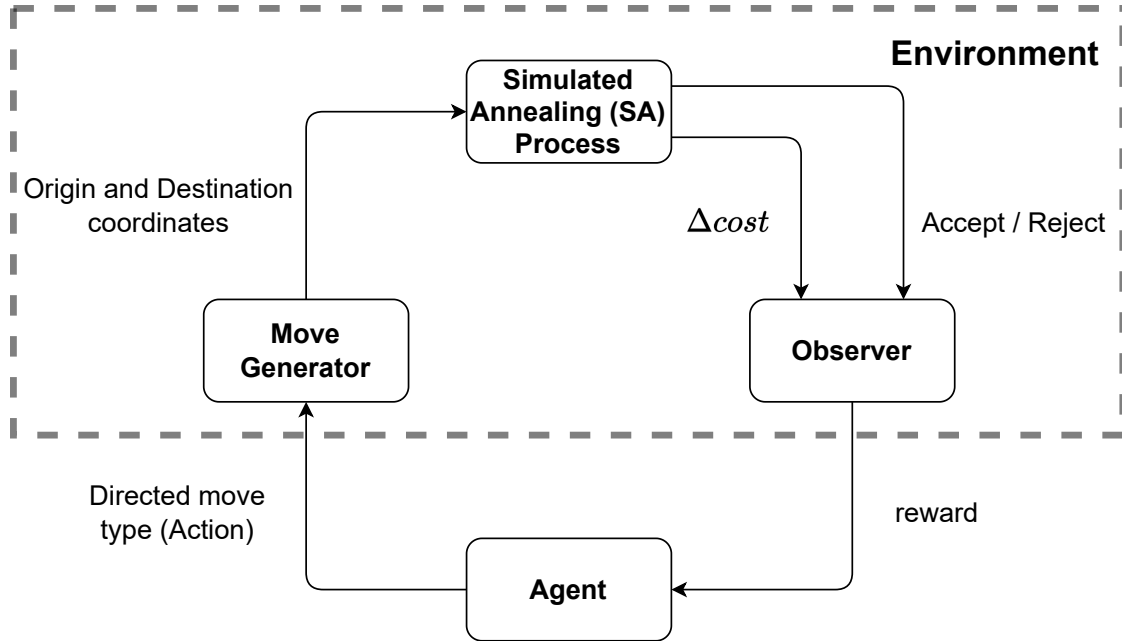 Environment
Simulated
Annealing (SA)
Process
Origin and Destination
coordinates
Δcost
Accept / Reject
Move
Generator
Observer
Directed move
type (Action)
reward
Agent